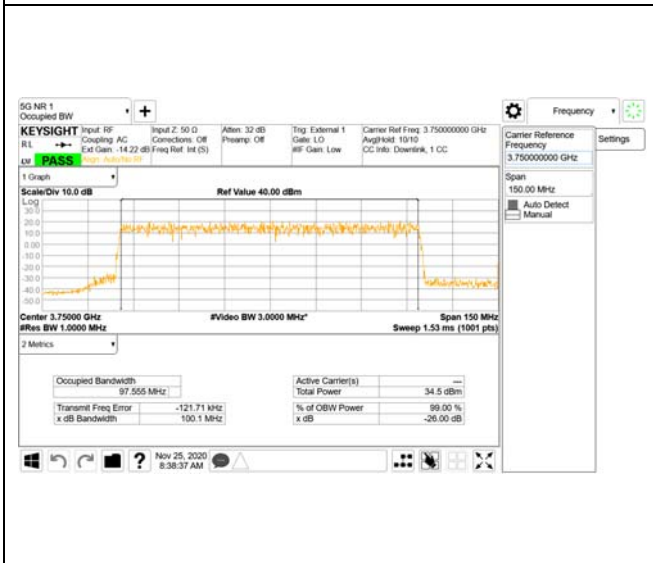 5G NR 1
Occupied BW
Frequency
KEYSIGHT
R L
PASS
Input: RF
Coupling: AC
Ext Gain: -14.22 dB
Align: Auto/No RF
Input Z: 50 Ω
Corrections: Off
Freq Ref: Int (S)
Atten: 32 dB
Preamp: Off
Trig: External 1
Gate: LO
#IF Gain: Low
Carrier Ref Freq: 3.750000000 GHz
Avg|Hold: 10/10
CC Info: Downlink, 1 CC
Carrier Reference
Frequency
3.750000000 GHz
Settings
Span
150.00 MHz
Auto Detect
Manual
1 Graph
Scale/Div 10.0 dB
Ref Value 40.00 dBm
Log
30.0
20.0
10.0
0.00
-10.0
-20.0
-30.0
-40.0
-50.0
Center 3.75000 GHz
#Video BW 3.0000 MHz*
Span 150 MHz
#Res BW 1.0000 MHz
Sweep 1.53 ms (1001 pts)
2 Metrics
Occupied Bandwidth
97.555 MHz
Active Carrier(s)
---
Total Power
34.5 dBm
Transmit Freq Error
-121.71 kHz
% of OBW Power
99.00 %
x dB Bandwidth
100.1 MHz
x dB
-26.00 dB
?
Nov 25, 2020
8:38:37 AM